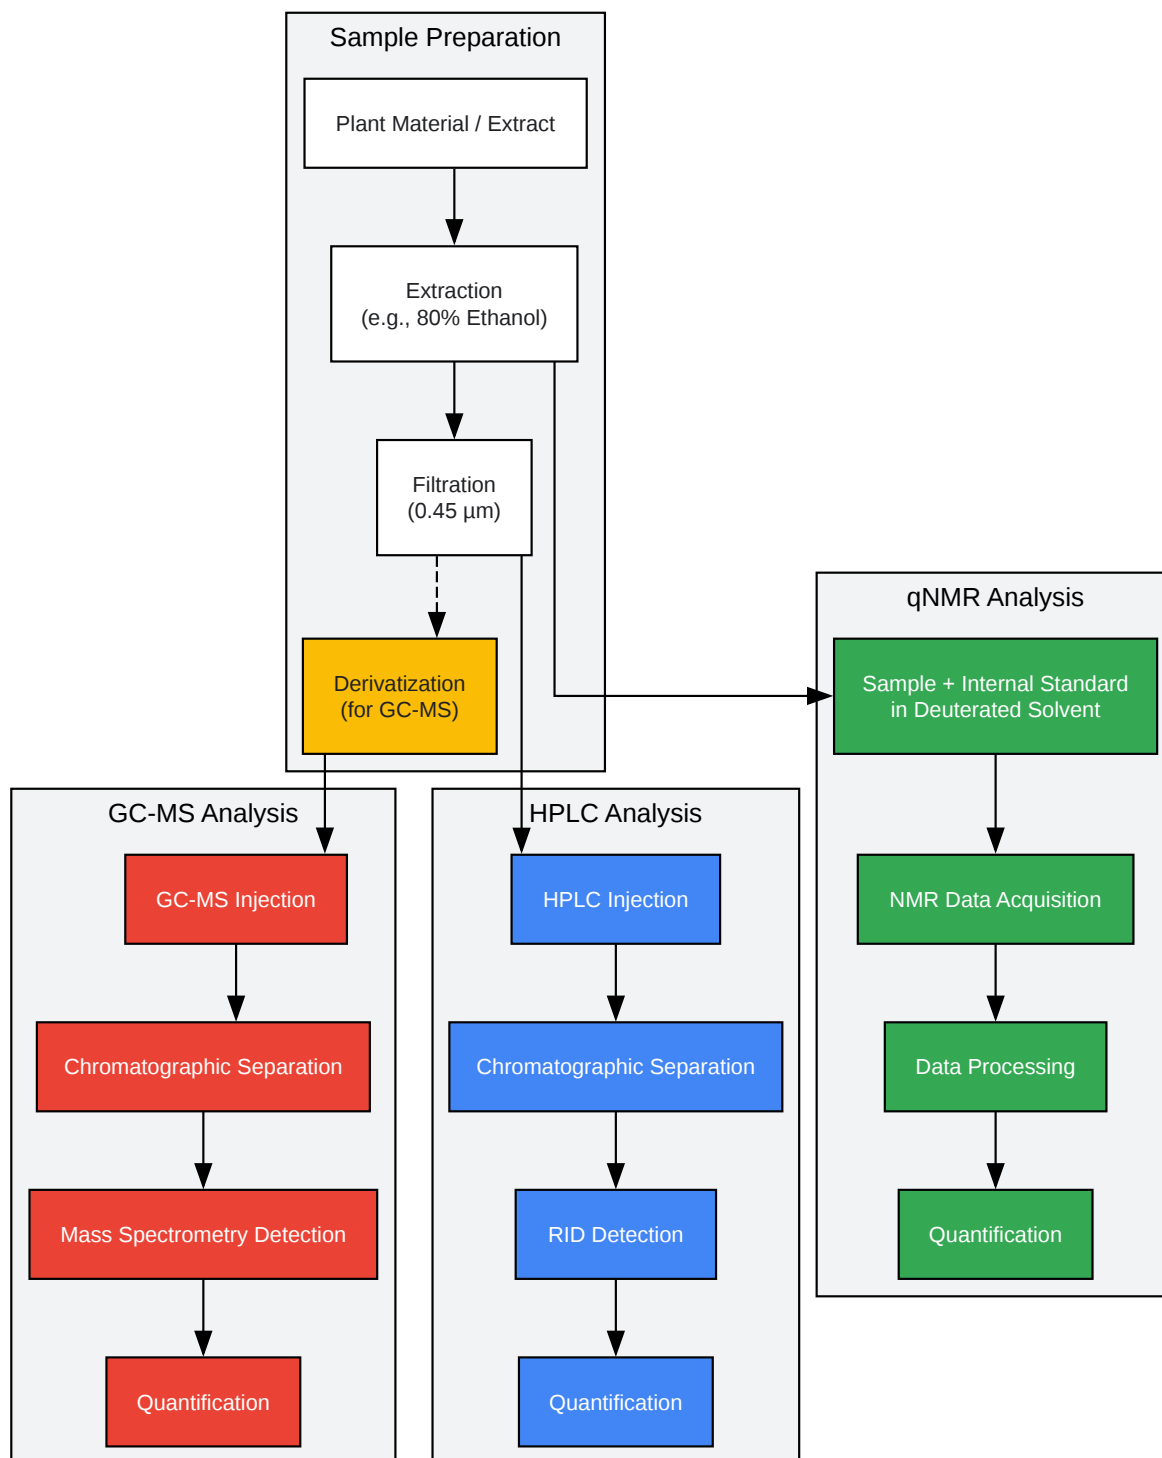 Sample Preparation
Plant Material / Extract
Extraction
(e.g., 80% Ethanol)
Filtration
(0.45 µm)
Derivatization
(for GC-MS)
qNMR Analysis
Sample + Internal Standard
in Deuterated Solvent
NMR Data Acquisition
Data Processing
Quantification
GC-MS Analysis
GC-MS Injection
Chromatographic Separation
Mass Spectrometry Detection
Quantification
HPLC Analysis
HPLC Injection
Chromatographic Separation
RID Detection
Quantification